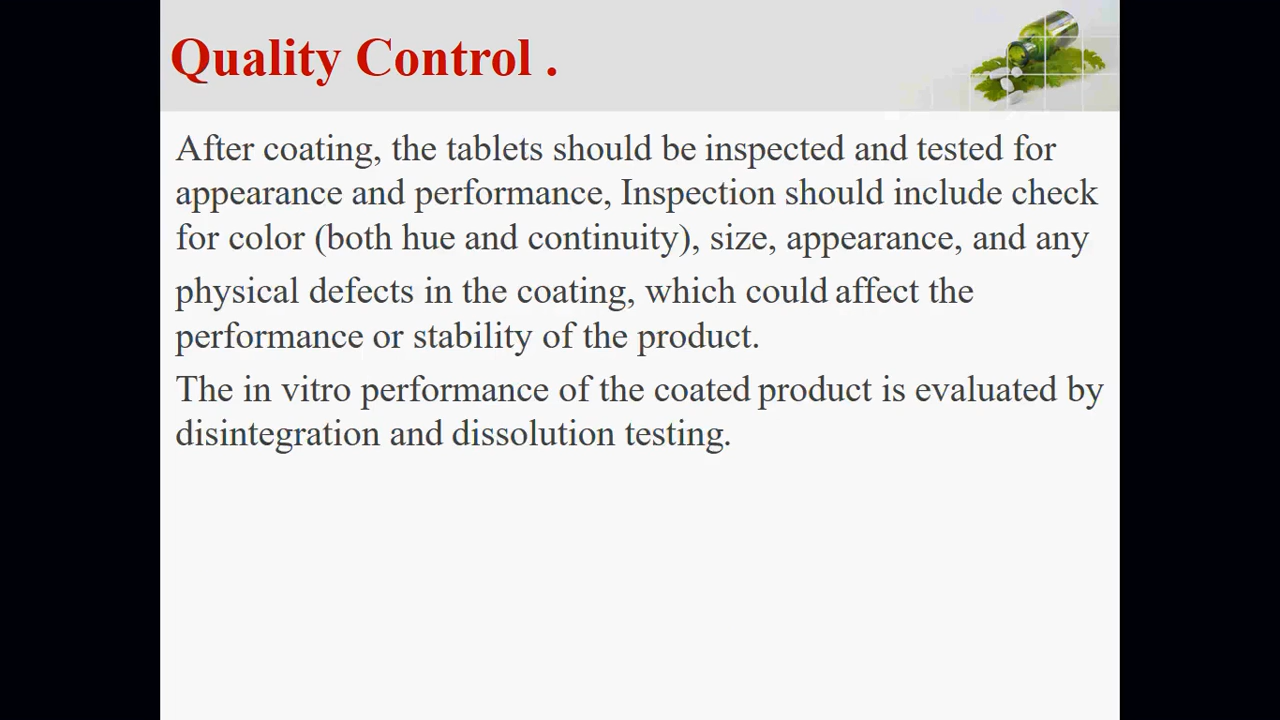 Quality Control .
After coating, the tablets should be inspected and tested for
appearance and performance, Inspection should include check
for color (both hue and continuity), size, appearance, and any
physical defects in the coating, which could affect the
performance or stability of the product.
The in vitro performance of the coated product is evaluated by
disintegration and dissolution testing.